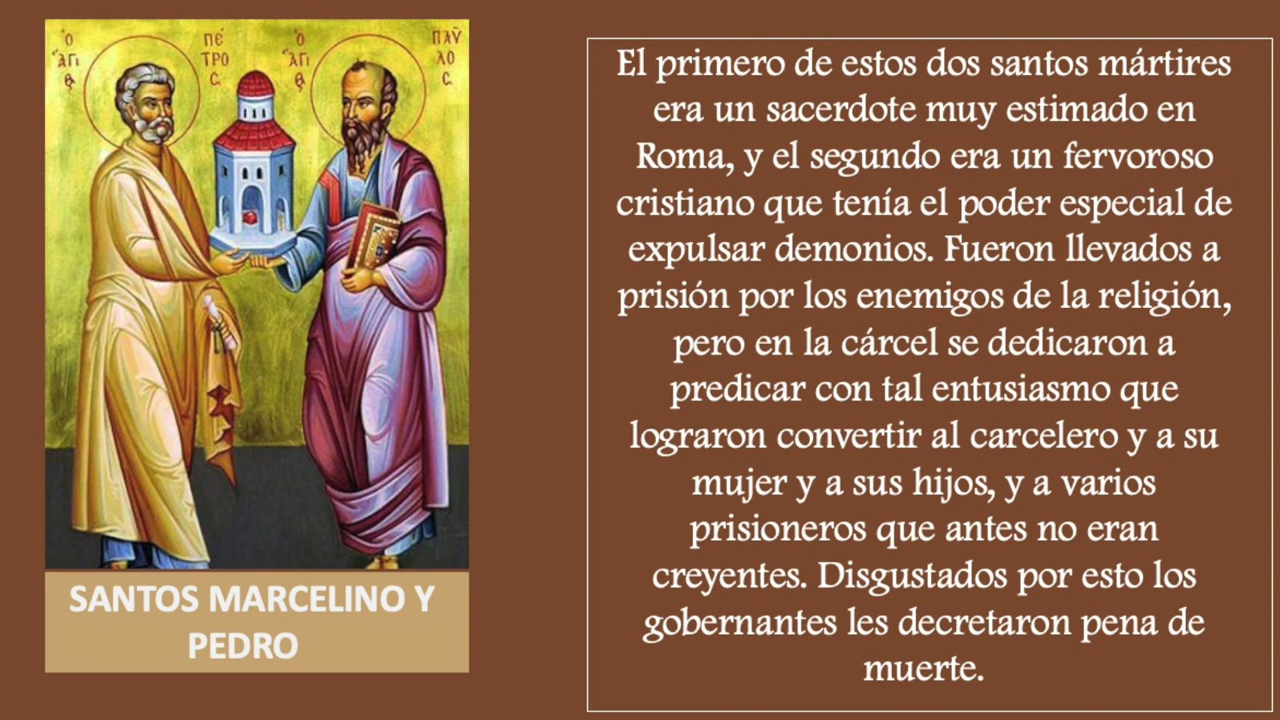 Ὁ ἍΓΙΟΣ
ΠΈ
ΤΡΟ
Ϲ
Ὁ ἍΓΙΟΣ
ΠΑΥ͂
ΛΟ
Ϲ
SANTOS MARCELINO Y
PEDRO
El primero de estos dos santos mártires
era un sacerdote muy estimado en
Roma, y el segundo era un fervoroso
cristiano que tenía el poder especial de
expulsar demonios. Fueron llevados a
prisión por los enemigos de la religión,
pero en la cárcel se dedicaron a
predicar con tal entusiasmo que
lograron convertir al carcelero y a su
mujer y a sus hijos, y a varios
prisioneros que antes no eran
creyentes. Disgustados por esto los
gobernantes les decretaron pena de
muerte.